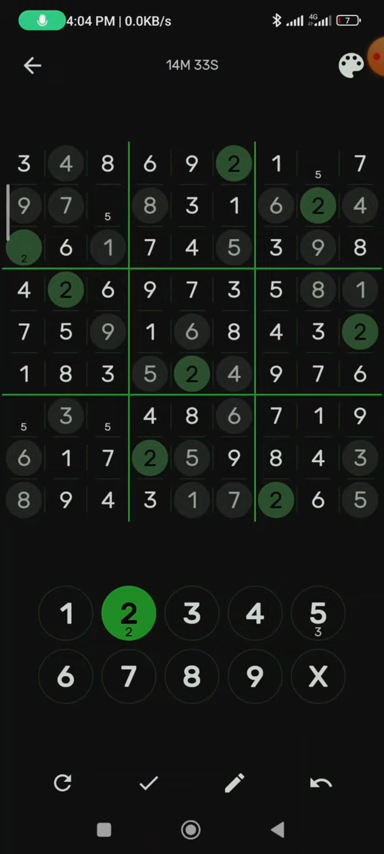 4:04 PM | 0.0KB/s 4G 7
14M 33S
3 4 8 6 9 2 1 5 7
9 7 5 8 3 1 6 2 4
2 6 1 7 4 5 3 9 8
4 2 6 9 7 3 5 8 1
7 5 9 1 6 8 4 3 2
1 8 3 5 2 4 9 7 6
5 3 5 4 8 6 7 1 9
6 1 7 2 5 9 8 4 3
8 9 4 3 1 7 2 6 5
1 2 3 4 5
2 3
6 7 8 9 X